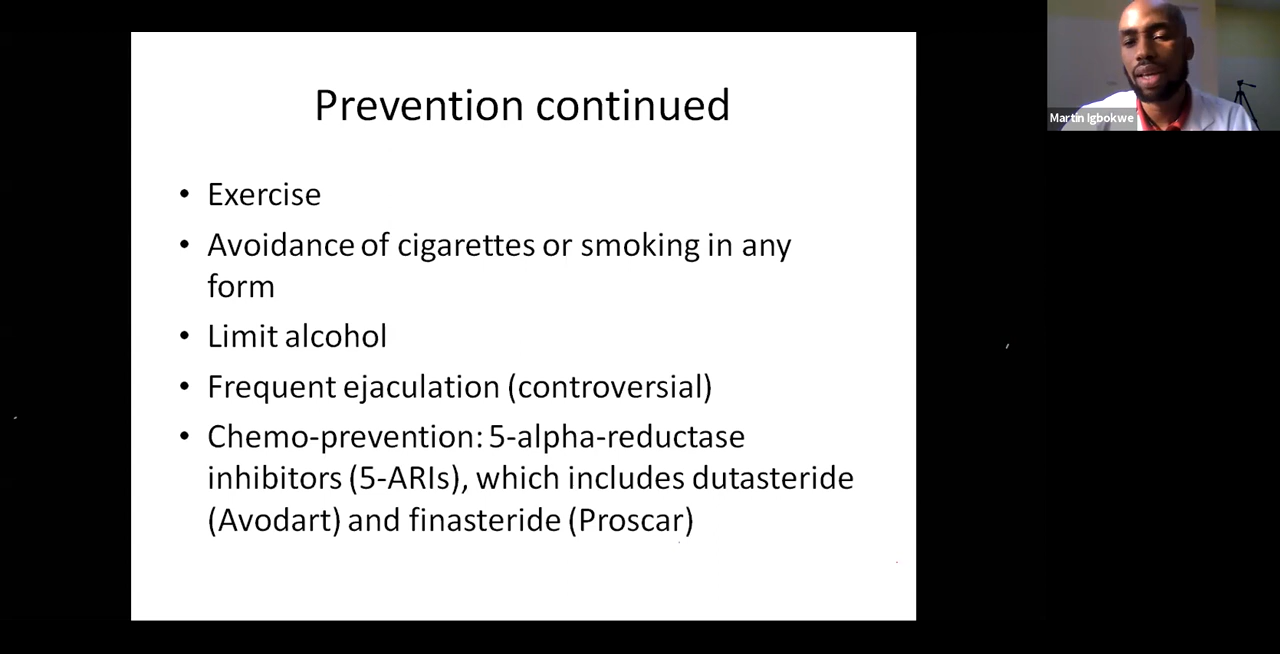 Prevention continued
• Exercise
• Avoidance of cigarettes or smoking in any
form
• Limit alcohol
• Frequent ejaculation (controversial)
• Chemo-prevention: 5-alpha-reductase
inhibitors (5-ARIs), which includes dutasteride
(Avodart) and finasteride (Proscar)
Martin Igbokwe